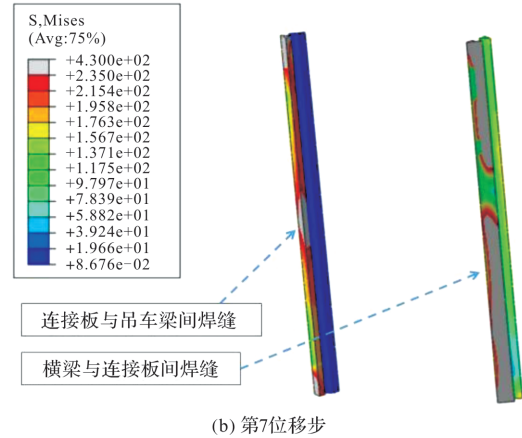 S,Mises
(Avg:75%)
+4.300e+02
+2.350e+02
+2.154e+02
+1.958e+02
+1.763e+02
+1.567e+02
+1.371e+02
+1.175e+02
+9.797e+01
+7.839e+01
+5.882e+01
+3.924e+01
+1.966e+01
+8.676e-02
连接板与吊车梁间焊缝
横梁与连接板间焊缝
(b) 第7位移步